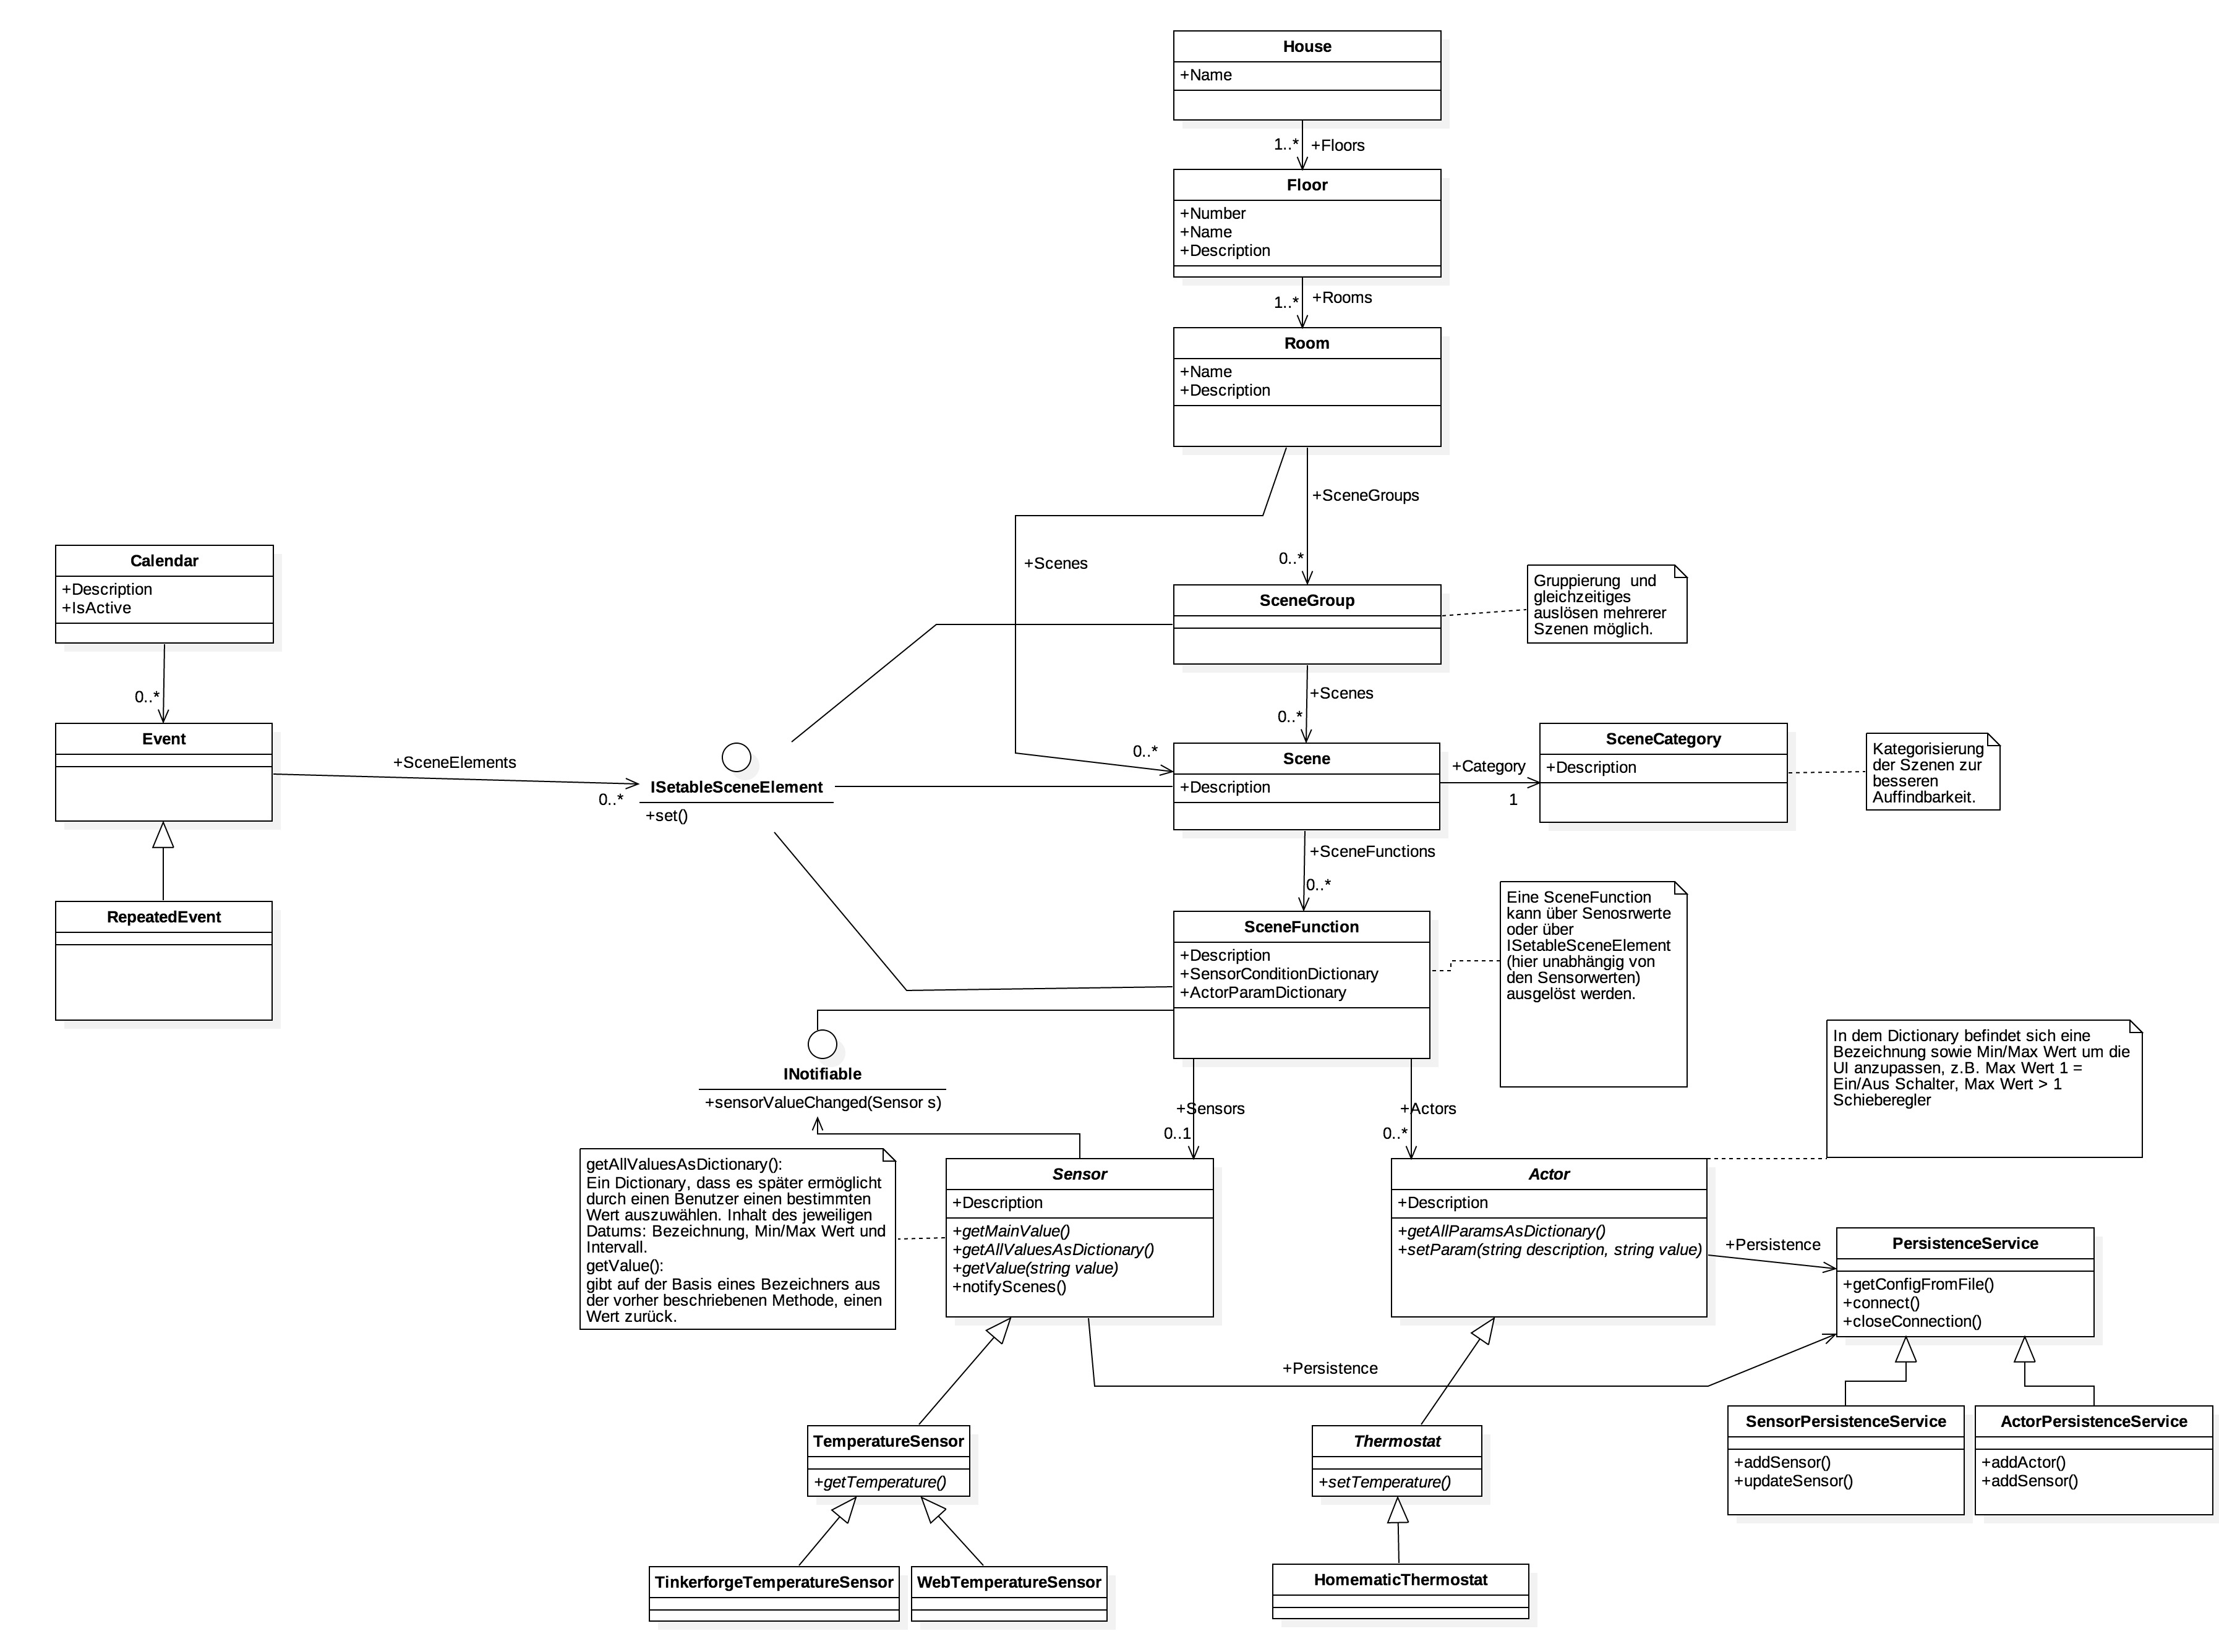 House
+Name
1..*
+Floors
Floor
+Number
+Name
+Description
1..*
+Rooms
Room
+Name
+Description
+SceneGroups
0..*
+Scenes
0..*
Calendar
+Description
+IsActive
0..*
Event
+SceneElements
0..*
RepeatedEvent
ISetableSceneElement
+set()
SceneGroup
Gruppierung  und
gleichzeitiges
auslösen mehrerer
Szenen möglich.
+Scenes
0..*
Scene
+Description
+Category
1
SceneCategory
+Description
Kategorisierung
der Szenen zur
besseren
Auffindbarkeit.
+SceneFunctions
0..*
SceneFunction
+Description
+SensorConditionDictionary
+ActorParamDictionary
Eine SceneFunction
kann über Senosrwerte
oder über
ISetableSceneElement
(hier unabhängig von
den Sensorwerten)
ausgelöst werden.
INotifiable
+sensorValueChanged(Sensor s)
+Sensors
0..1
+Actors
0..*
In dem Dictionary befindet sich eine
Bezeichnung sowie Min/Max Wert um die
UI anzupassen, z.B. Max Wert 1 =
Ein/Aus Schalter, Max Wert > 1
Schieberegler
getAllValuesAsDictionary():
Ein Dictionary, dass es später ermöglicht
durch einen Benutzer einen bestimmten
Wert auszuwählen. Inhalt des jeweiligen
Datums: Bezeichnung, Min/Max Wert und
Intervall.
getValue():
gibt auf der Basis eines Bezeichners aus
der vorher beschriebenen Methode, einen
Wert zurück.
Sensor
+Description
+getMainValue()
+getAllValuesAsDictionary()
+getValue(string value)
+notifyScenes()
Actor
+Description
+getAllParamsAsDictionary()
+setParam(string description, string value)
+Persistence
PersistenceService
+getConfigFromFile()
+connect()
+closeConnection()
+Persistence
TemperatureSensor
+getTemperature()
Thermostat
+setTemperature()
SensorPersistenceService
+addSensor()
+updateSensor()
ActorPersistenceService
+addActor()
+addSensor()
TinkerforgeTemperatureSensor
WebTemperatureSensor
HomematicThermostat